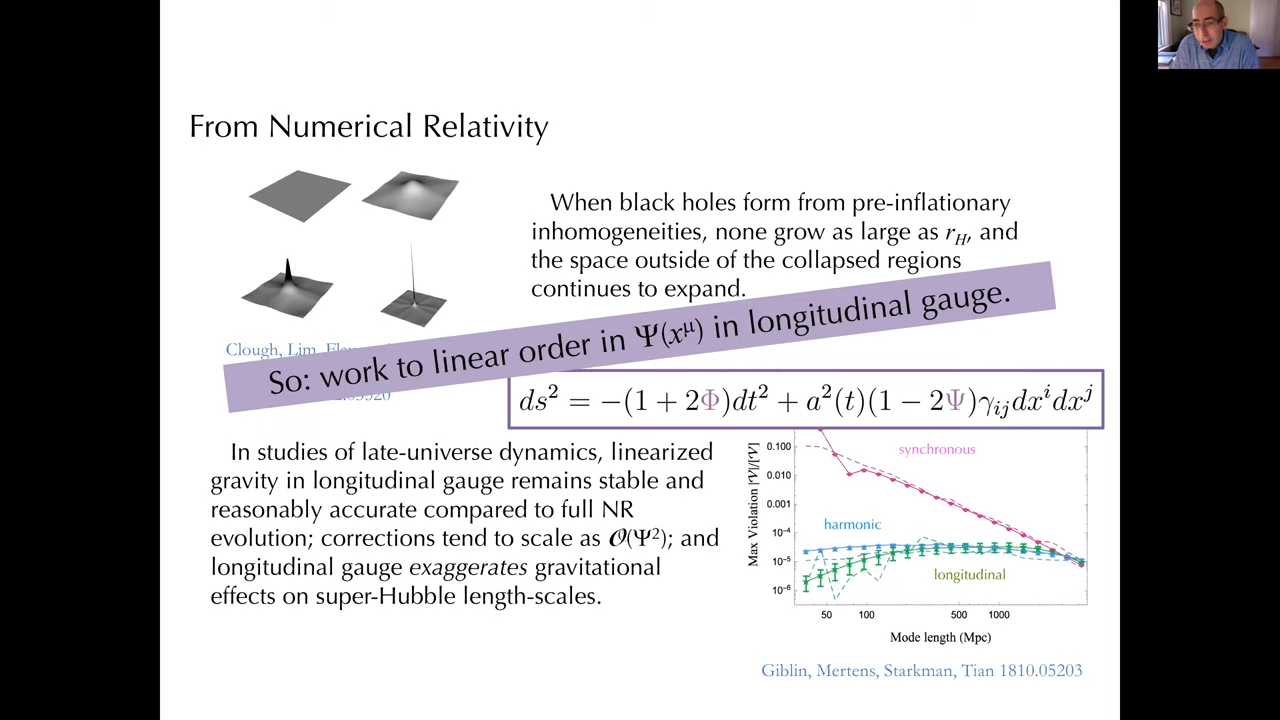 From Numerical Relativity
When black holes form from pre-inflationary
inhomogeneities, none grow as large as r_H, and
the space outside of the collapsed regions
continues to expand.
Clough, Lim,
So: work to linear order in Ψ(x^μ) in longitudinal gauge.
ds² = −(1 + 2Φ)dt² + a²(t)(1 − 2Ψ)γ_ij dx^i dx^j
In studies of late-universe dynamics, linearized
gravity in longitudinal gauge remains stable and
reasonably accurate compared to full NR
evolution; corrections tend to scale as 𝒪(Ψ²); and
longitudinal gauge exaggerates gravitational
effects on super-Hubble length-scales.
Max Violation |𝒱|/[𝒱]
0.100
0.010
0.001
10⁻⁴
10⁻⁵
10⁻⁶
synchronous
harmonic
longitudinal
50 100 500 1000
Mode length (Mpc)
Giblin, Mertens, Starkman, Tian 1810.05203